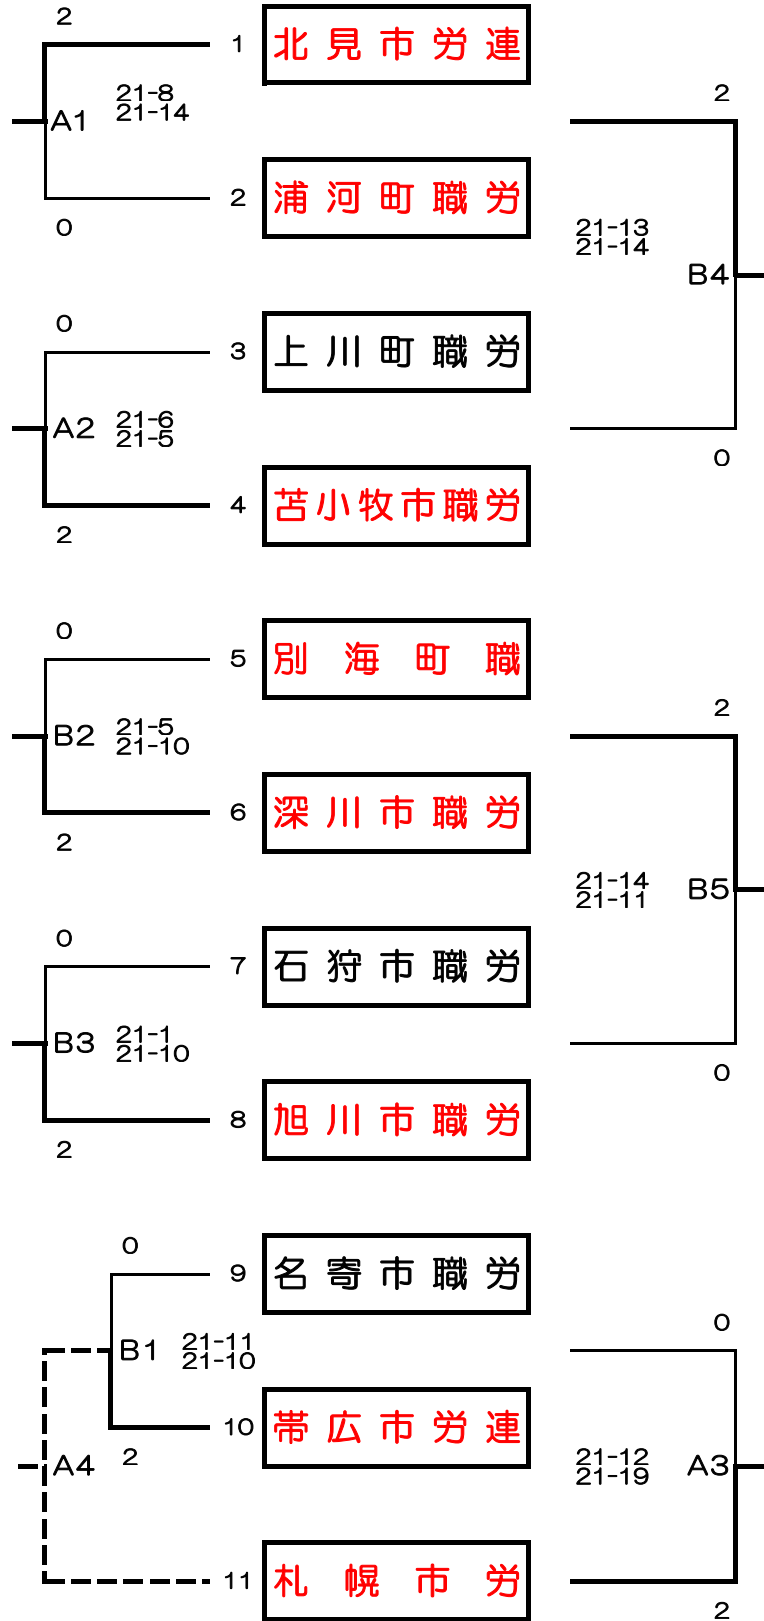 2
1 北見市労連
2
21-8
21-14
A1
2 浦河町職労
0
21-13
21-14
B4
0
3 上川町職労
A2
21-6
21-5
0
4 苫小牧市職労
2
0
5 別海町職
2
B2
21-5
21-10
6 深川市職労
2
21-14
21-11
B5
0
7 石狩市職労
B3
21-1
21-10
0
8 旭川市職労
2
0
9 名寄市職労
0
B1
21-11
21-10
10 帯広市労連
2
A4
21-12
21-19
A3
11 札幌市労
2